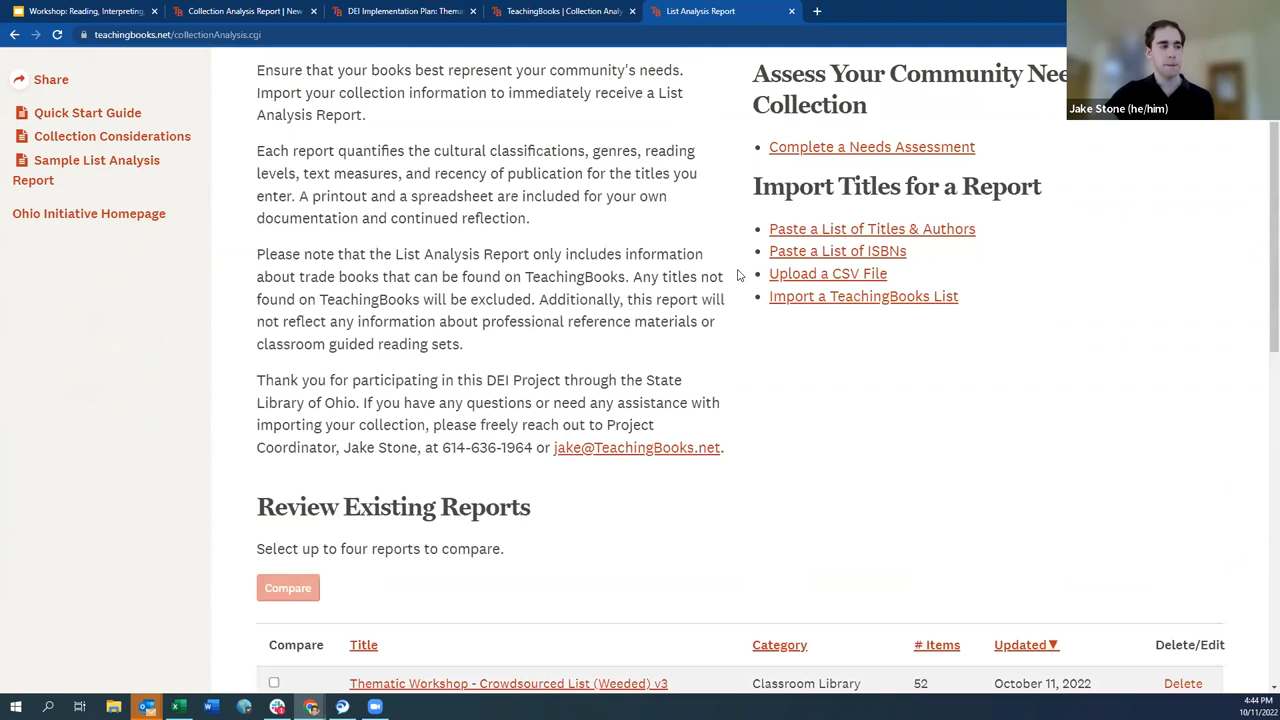 Workshop: Reading, Interpreting,
Collection Analysis Report | New
DEI Implementation Plan: Thema
TeachingBooks | Collection Analy
List Analysis Report
teachingbooks.net/collectionAnalysis.cgi
Jake Stone (he/him)
Share
Quick Start Guide
Collection Considerations
Sample List Analysis
Report
Ohio Initiative Homepage
Ensure that your books best represent your community's needs.
Import your collection information to immediately receive a List
Analysis Report.
Each report quantifies the cultural classifications, genres, reading
levels, text measures, and recency of publication for the titles you
enter. A printout and a spreadsheet are included for your own
documentation and continued reflection.
Please note that the List Analysis Report only includes information
about trade books that can be found on TeachingBooks. Any titles not
found on TeachingBooks will be excluded. Additionally, this report will
not reflect any information about professional reference materials or
classroom guided reading sets.
Thank you for participating in this DEI Project through the State
Library of Ohio. If you have any questions or need any assistance with
importing your collection, please freely reach out to Project
Coordinator, Jake Stone, at 614-636-1964 or jake@TeachingBooks.net.
Assess Your Community Nee
Collection
Complete a Needs Assessment
Import Titles for a Report
Paste a List of Titles & Authors
Paste a List of ISBNs
Upload a CSV File
Import a TeachingBooks List
Review Existing Reports
Select up to four reports to compare.
Compare
Compare Title Category # Items Updated▼ Delete/Edit
Thematic Workshop - Crowdsourced List (Weeded) v3 Classroom Library 52 October 11, 2022 Delete
4:44 PM
10/11/2022